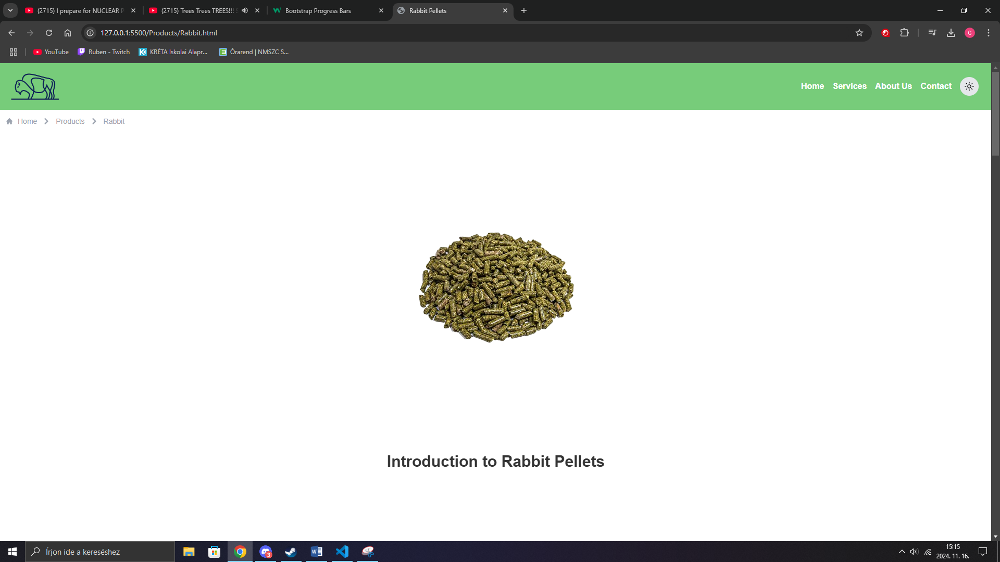 (2715) I prepare for NUCLEAR P
(2715) Trees Trees TREES!!! S
Bootstrap Progress Bars
Rabbit Pellets
127.0.0.1:5500/Products/Rabbit.html
G
YouTube
Ruben - Twitch
KRÉTA Iskolai Alapr...
Órarend | NMSZC S...
Home
Services
About Us
Contact
Home
Products
Rabbit
Introduction to Rabbit Pellets
Írjon ide a kereséshez
3
15:15
2024. 11. 16.